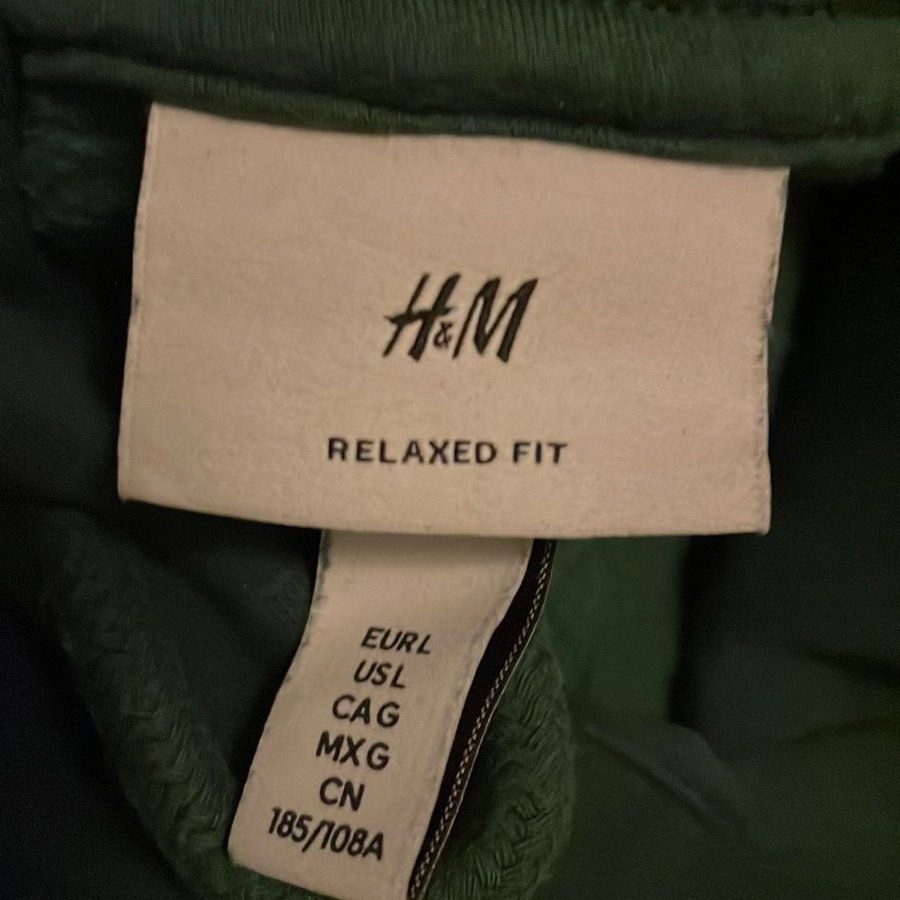 H&M
RELAXED FIT
EUR L
US L
CA G
MX G
CN
185/108A